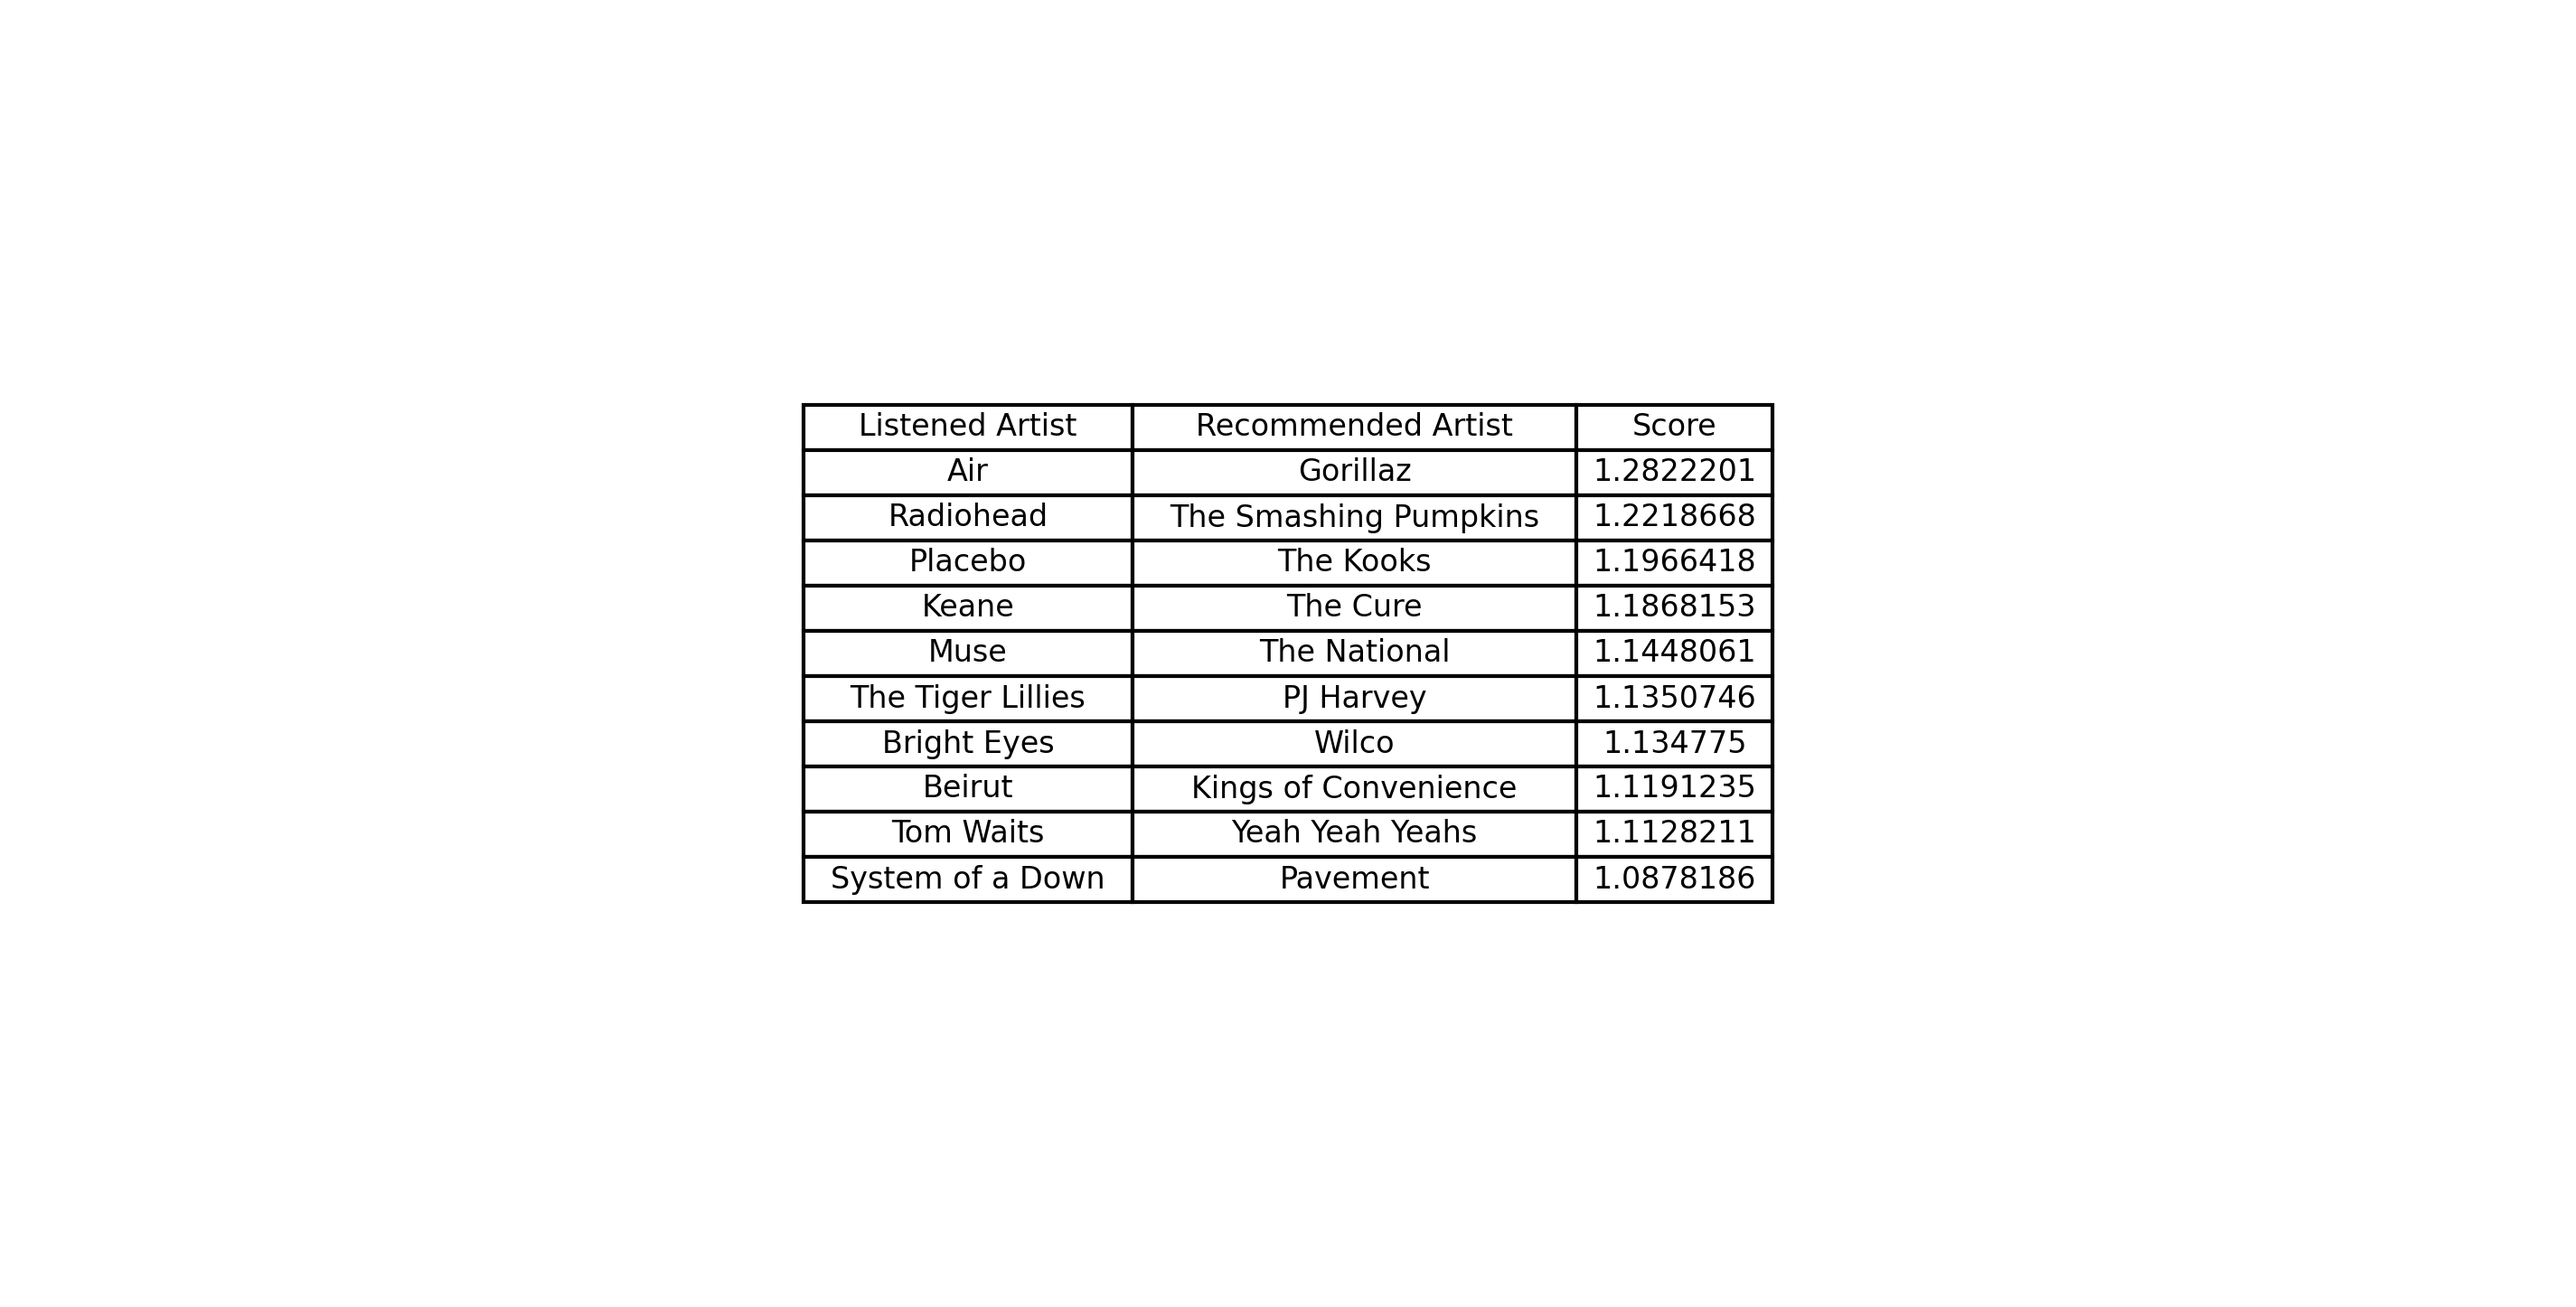 Listened Artist Recommended Artist Score
Air Gorillaz 1.2822201
Radiohead The Smashing Pumpkins 1.2218668
Placebo The Kooks 1.1966418
Keane The Cure 1.1868153
Muse The National 1.1448061
The Tiger Lillies PJ Harvey 1.1350746
Bright Eyes Wilco 1.134775
Beirut Kings of Convenience 1.1191235
Tom Waits Yeah Yeah Yeahs 1.1128211
System of a Down Pavement 1.0878186